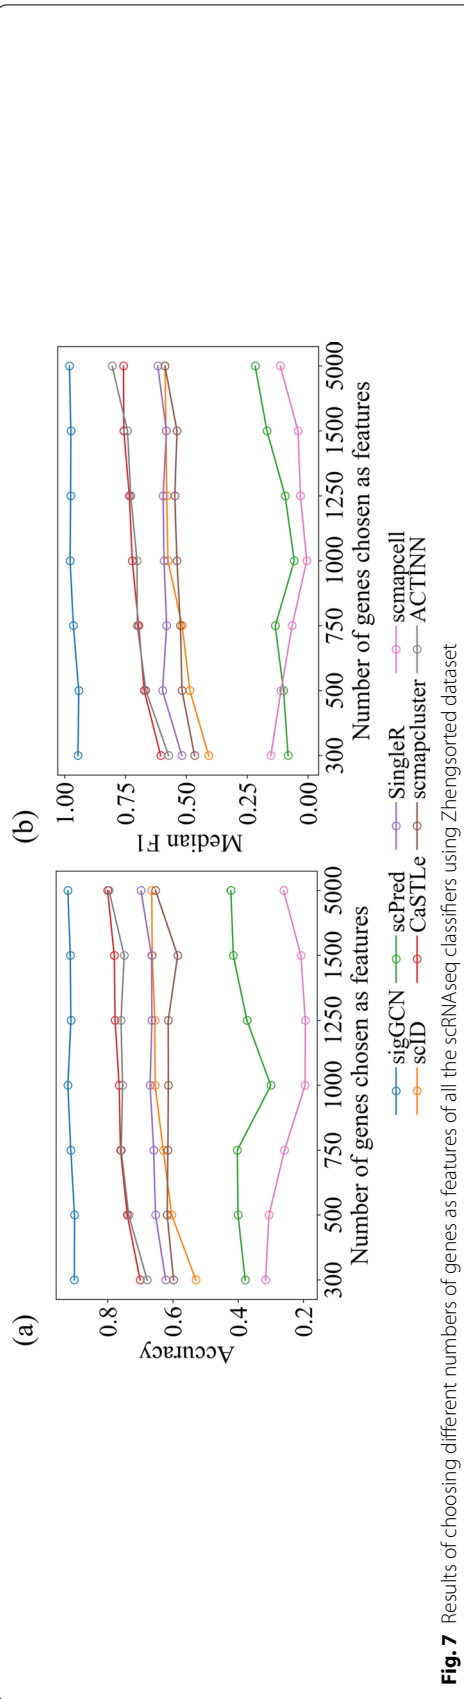 (a)
Accuracy
0.8
0.6
0.4
0.2
300 500 750 1000 1250 1500 5000
Number of genes chosen as features
(b)
Median F1
1.00
0.75
0.50
0.25
0.00
300 500 750 1000 1250 1500 5000
Number of genes chosen as features
sigGCN scPred SingleR scmapcell
scID CaSTLe scmapcluster ACTINN
Fig. 7 Results of choosing different numbers of genes as features of all the scRNAseq classifiers using Zhengsorted dataset